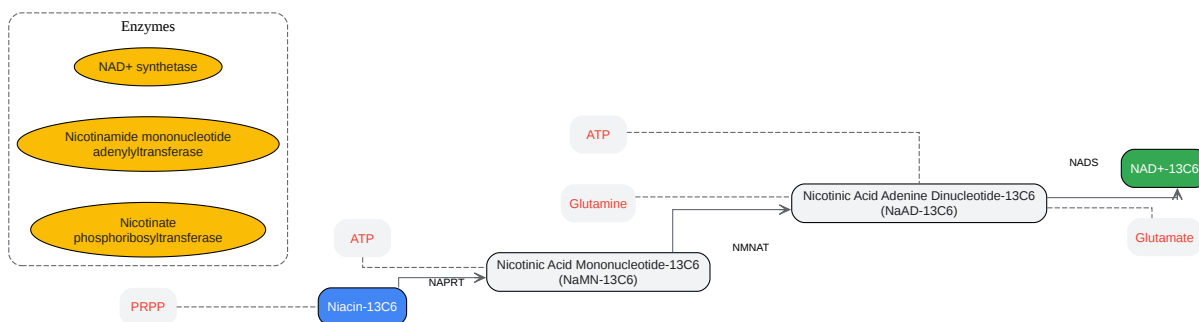 Enzymes
NAD+ synthetase
Nicotinamide mononucleotide
adenylyltransferase
Nicotinate
phosphoribosyltransferase
ATP
NADS
NAD+-13C6
Glutamine
Nicotinic Acid Adenine Dinucleotide-13C6
(NaAD-13C6)
Glutamate
ATP
NMNAT
Nicotinic Acid Mononucleotide-13C6
(NaMN-13C6)
NAPRT
PRPP
Niacin-13C6